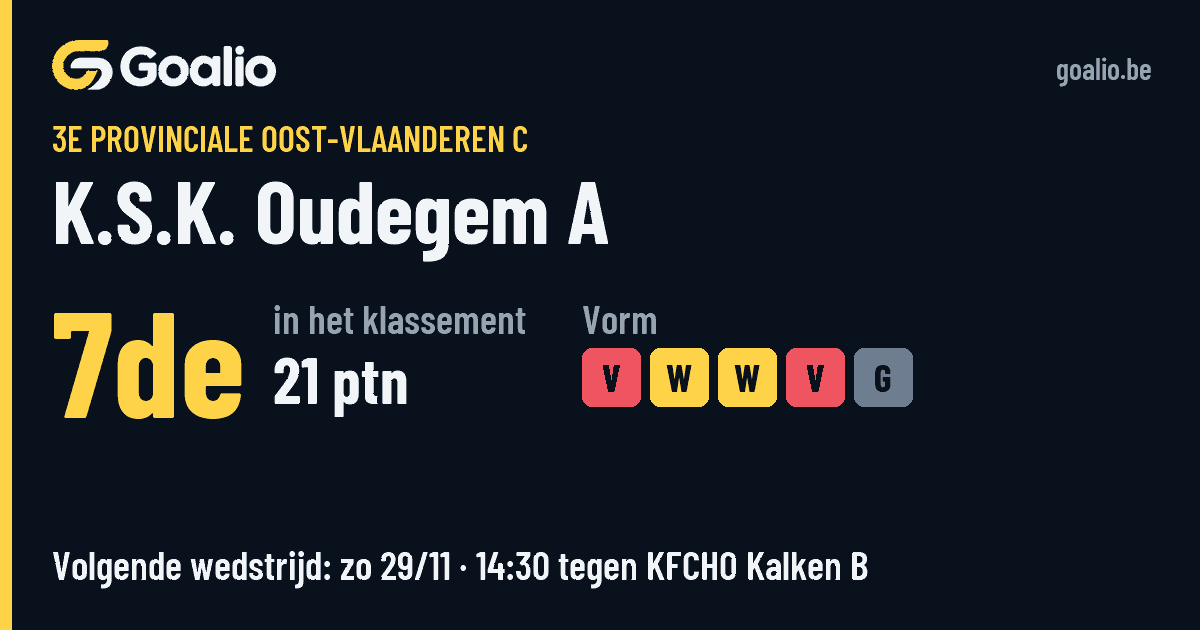 Goalio
goalio.be
3E PROVINCIALE OOST-VLAANDEREN C
K.S.K. Oudegem A
7de
in het klassement
21 ptn
Vorm
V W W V G
Volgende wedstrijd: zo 29/11 · 14:30 tegen KFCHO Kalken B